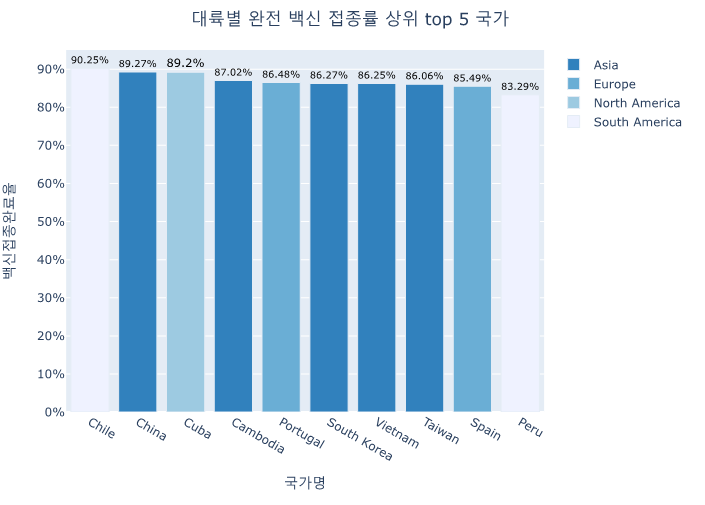 대륙별 완전 백신 접종률 상위 top 5 국가
90.25%
89.27%
89.2%
87.02%
86.48%
86.27%
86.25%
86.06%
85.49%
83.29%
Asia
Europe
North America
South America
90%
80%
70%
60%
50%
40%
30%
20%
10%
0%
백신접종완료율
Chile
China
Cuba
Cambodia
Portugal
South Korea
Vietnam
Taiwan
Spain
Peru
국가명